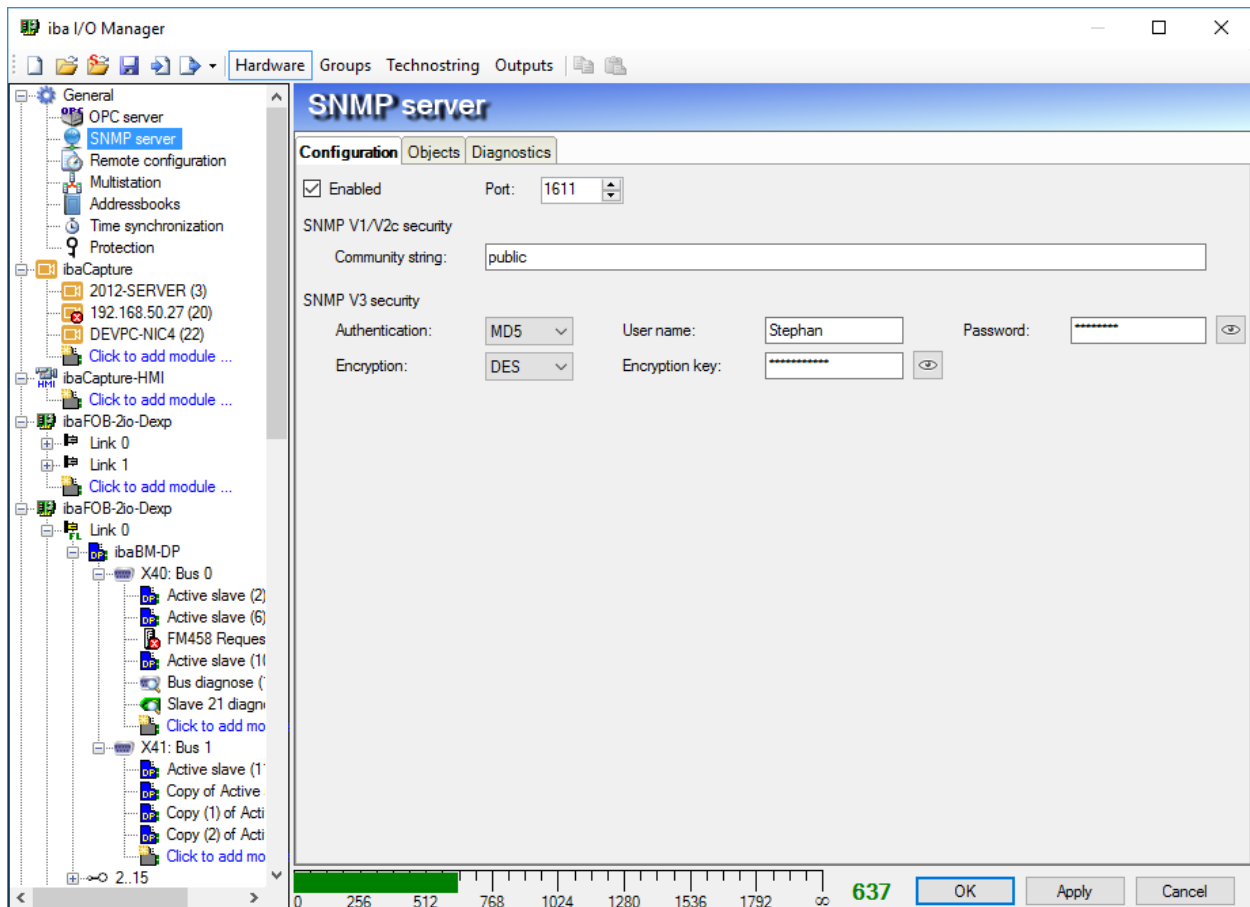 iba I/O Manager
Hardware Groups Technostring Outputs
General
OPC server
SNMP server
Remote configuration
Multistation
Addressbooks
Time synchronization
Protection
ibaCapture
2012-SERVER (3)
192.168.50.27 (20)
DEVPC-NIC4 (22)
Click to add module ...
ibaCapture-HMI
Click to add module ...
ibaFOB-2io-Dexp
Link 0
Link 1
Click to add module ...
ibaFOB-2io-Dexp
Link 0
ibaBM-DP
X40: Bus 0
Active slave (2)
Active slave (6)
FM458 Reques
Active slave (10
Bus diagnose (
Slave 21 diagn
Click to add mo
X41: Bus 1
Active slave (1
Copy of Active
Copy (1) of Acti
Copy (2) of Acti
Click to add mo
2..15
SNMP server
Configuration Objects Diagnostics
Enabled Port: 1611
SNMP V1/V2c security
Community string: public
SNMP V3 security
Authentication: MD5 User name: Stephan Password: ********
Encryption: DES Encryption key: ***********
0 256 512 768 1024 1280 1536 1792 ∞ 637 OK Apply Cancel